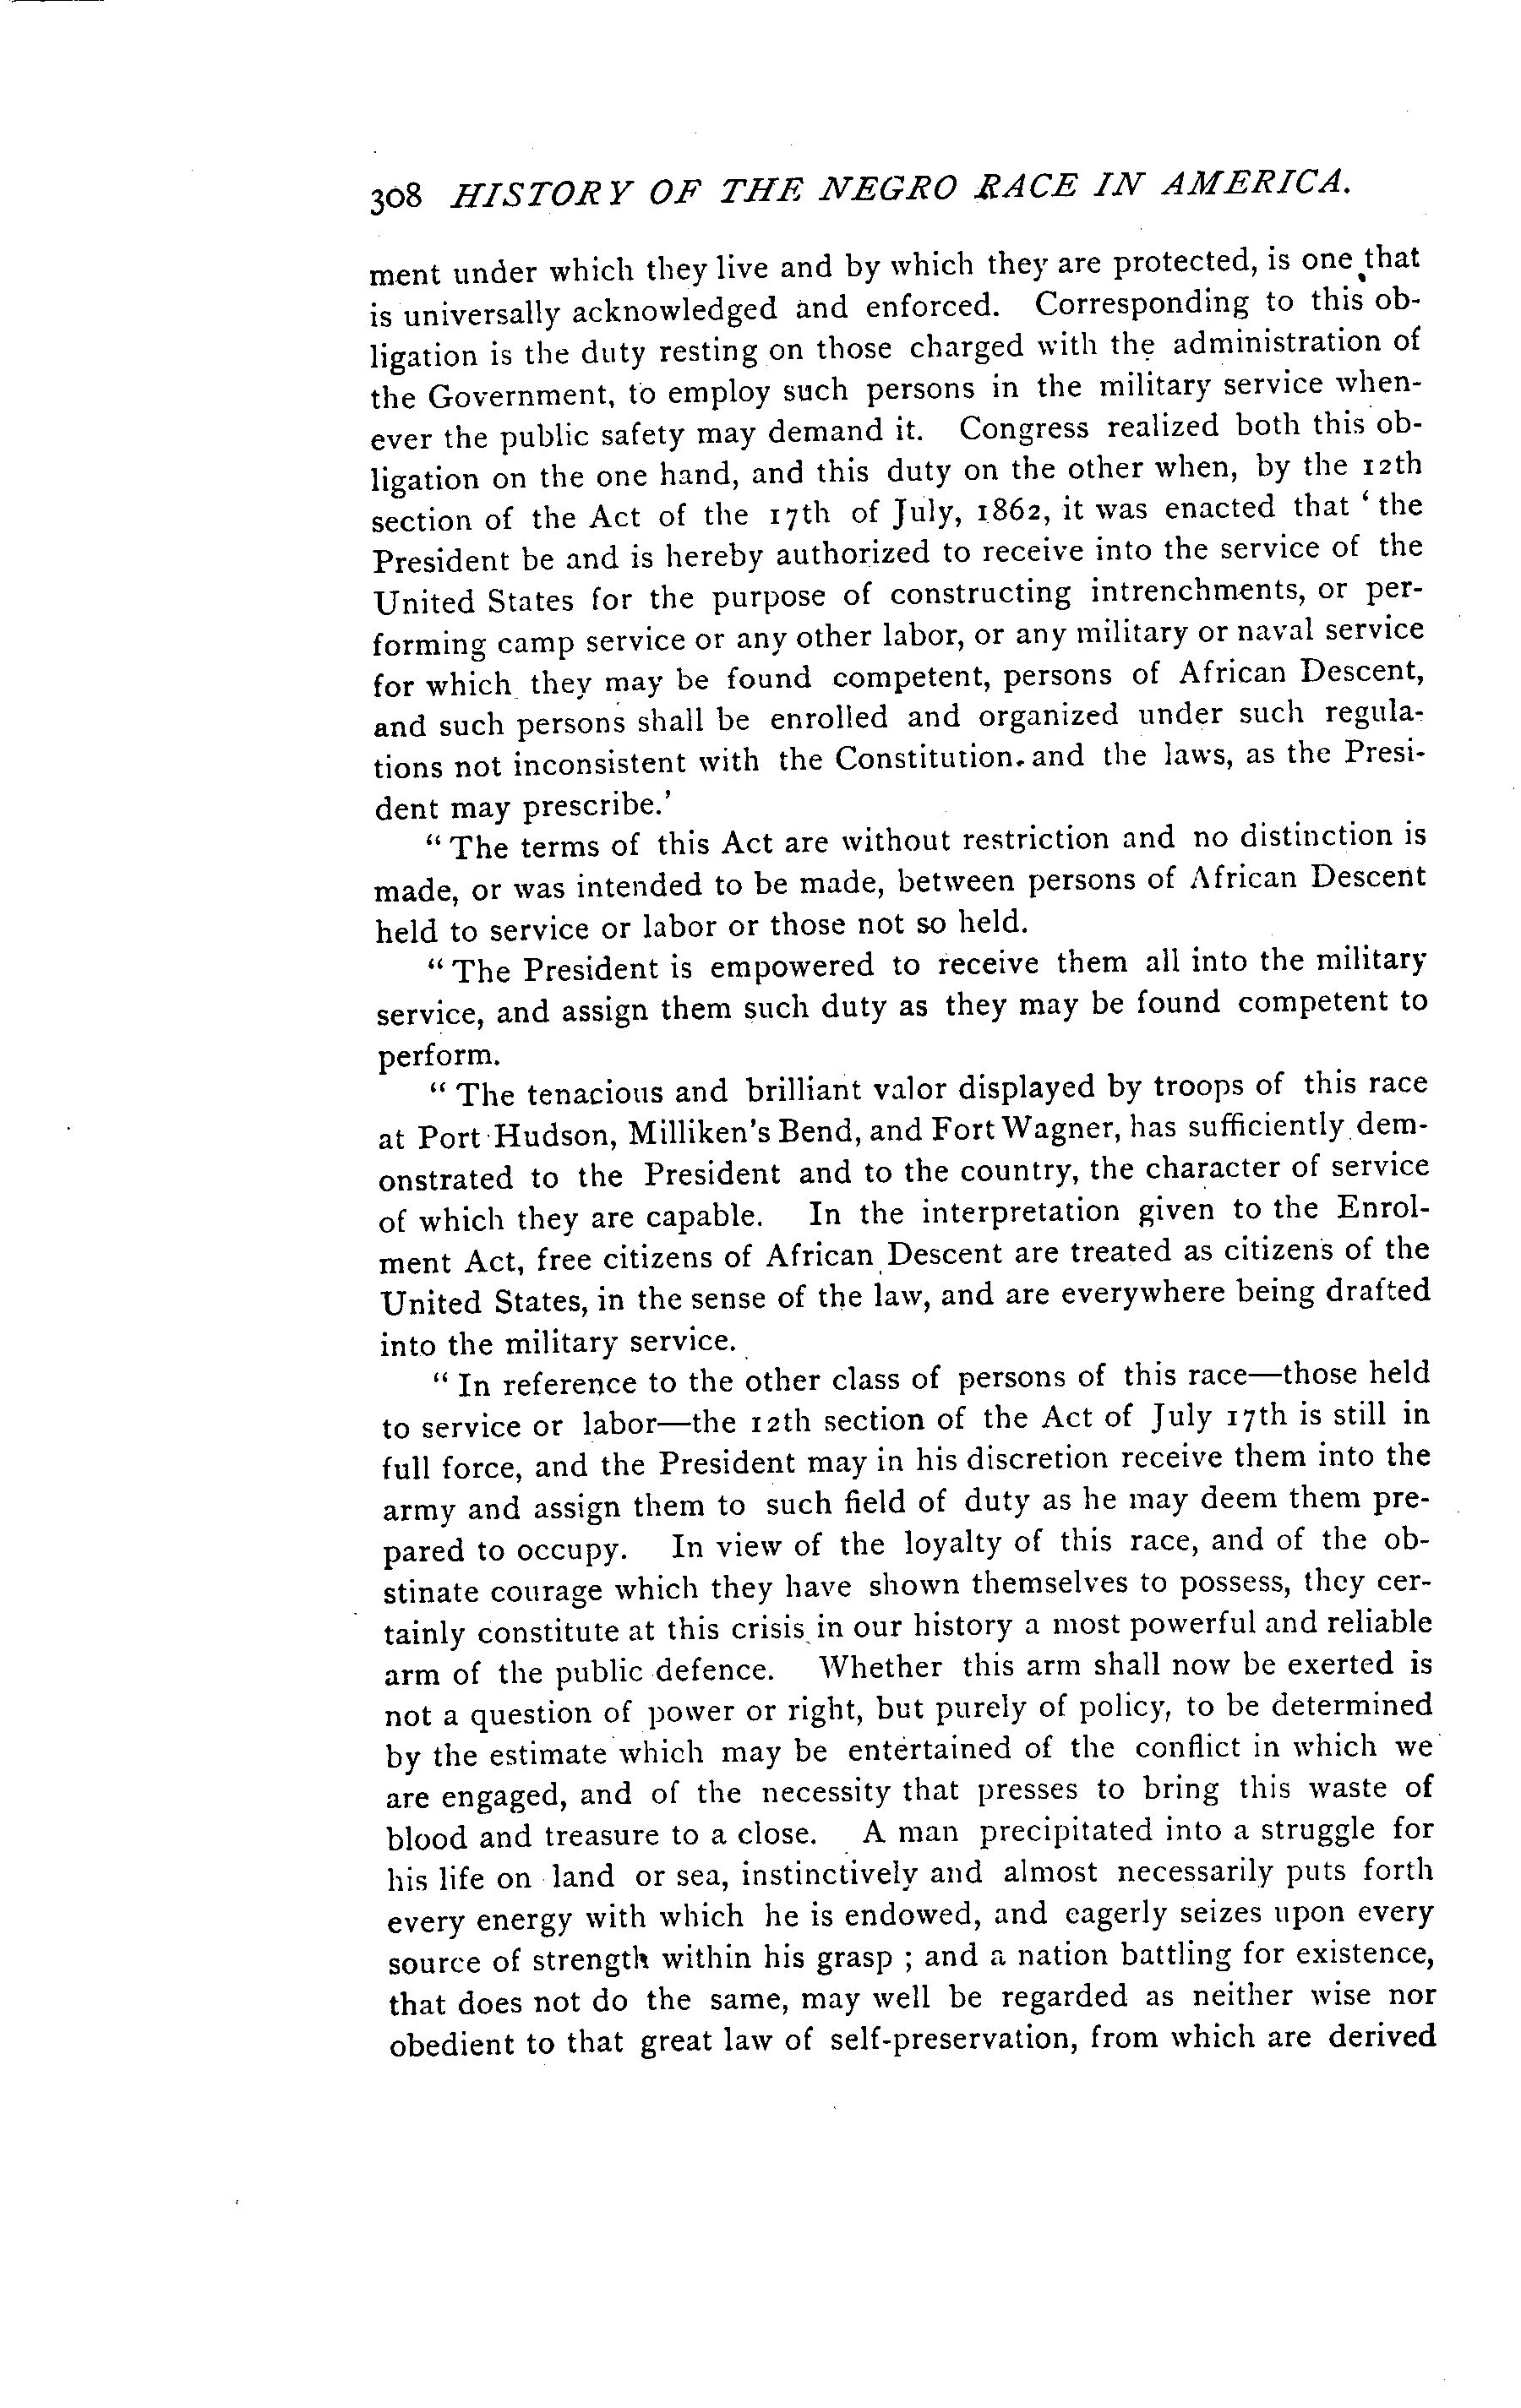 308 HISTORY OF THE NEGRO RACE IN AMERICA.
ment under which they live and by which they are protected, is one that
is universally acknowledged and enforced. Corresponding to this ob-
ligation is the duty resting on those charged with the administration of
the Government, to employ such persons in the military service when-
ever the public safety may demand it. Congress realized both this ob-
ligation on the one hand, and this duty on the other when, by the 12th
section of the Act of the 17th of July, 1862, it was enacted that ‘ the
President be and is hereby authorized to receive into the service of the
United States for the purpose of constructing intrenchments, or per-
forming camp service or any other labor, or any military or naval service
for which they may be found competent, persons of African Descent,
and such persons shall be enrolled and organized under such regula-
tions not inconsistent with the Constitution. and the laws, as the Presi-
dent may prescribe.’
“ The terms of this Act are without restriction and no distinction is
made, or was intended to be made, between persons of African Descent
held to service or labor or those not so held.
“ The President is empowered to receive them all into the military
service, and assign them such duty as they may be found competent to
perform.
“ The tenacious and brilliant valor displayed by troops of this race
at Port Hudson, Milliken's Bend, and Fort Wagner, has sufficiently dem-
onstrated to the President and to the country, the character of service
of which they are capable. In the interpretation given to the Enrol-
ment Act, free citizens of African Descent are treated as citizens of the
United States, in the sense of the law, and are everywhere being drafted
into the military service.
“ In reference to the other class of persons of this race—those held
to service or labor—the 12th section of the Act of July 17th is still in
full force, and the President may in his discretion receive them into the
army and assign them to such field of duty as he may deem them pre-
pared to occupy. In view of the loyalty of this race, and of the ob-
stinate courage which they have shown themselves to possess, they cer-
tainly constitute at this crisis in our history a most powerful and reliable
arm of the public defence. Whether this arm shall now be exerted is
not a question of power or right, but purely of policy, to be determined
by the estimate which may be entertained of the conflict in which we
are engaged, and of the necessity that presses to bring this waste of
blood and treasure to a close. A man precipitated into a struggle for
his life on land or sea, instinctively and almost necessarily puts forth
every energy with which he is endowed, and eagerly seizes upon every
source of strength within his grasp ; and a nation battling for existence,
that does not do the same, may well be regarded as neither wise nor
obedient to that great law of self-preservation, from which are derived